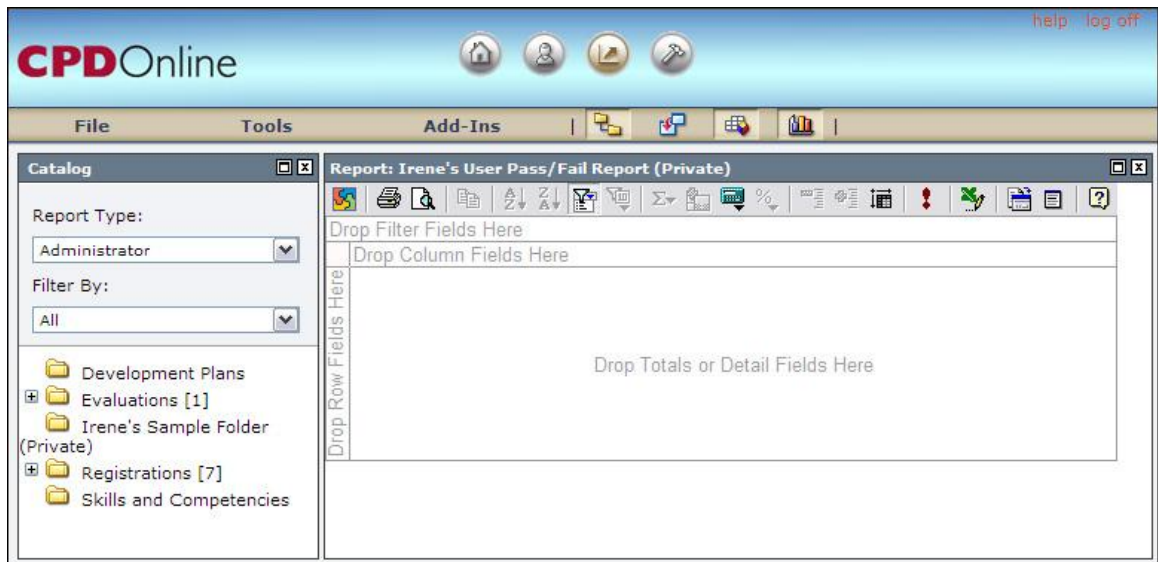 help log off
CPDOnline
File Tools Add-Ins | |
Catalog
Report Type:
Administrator
Filter By:
All
Development Plans
Evaluations [1]
Irene's Sample Folder
(Private)
Registrations [7]
Skills and Competencies
Report: Irene's User Pass/Fail Report (Private)
Drop Filter Fields Here
Drop Column Fields Here
Drop Row Fields Here
Drop Totals or Detail Fields Here